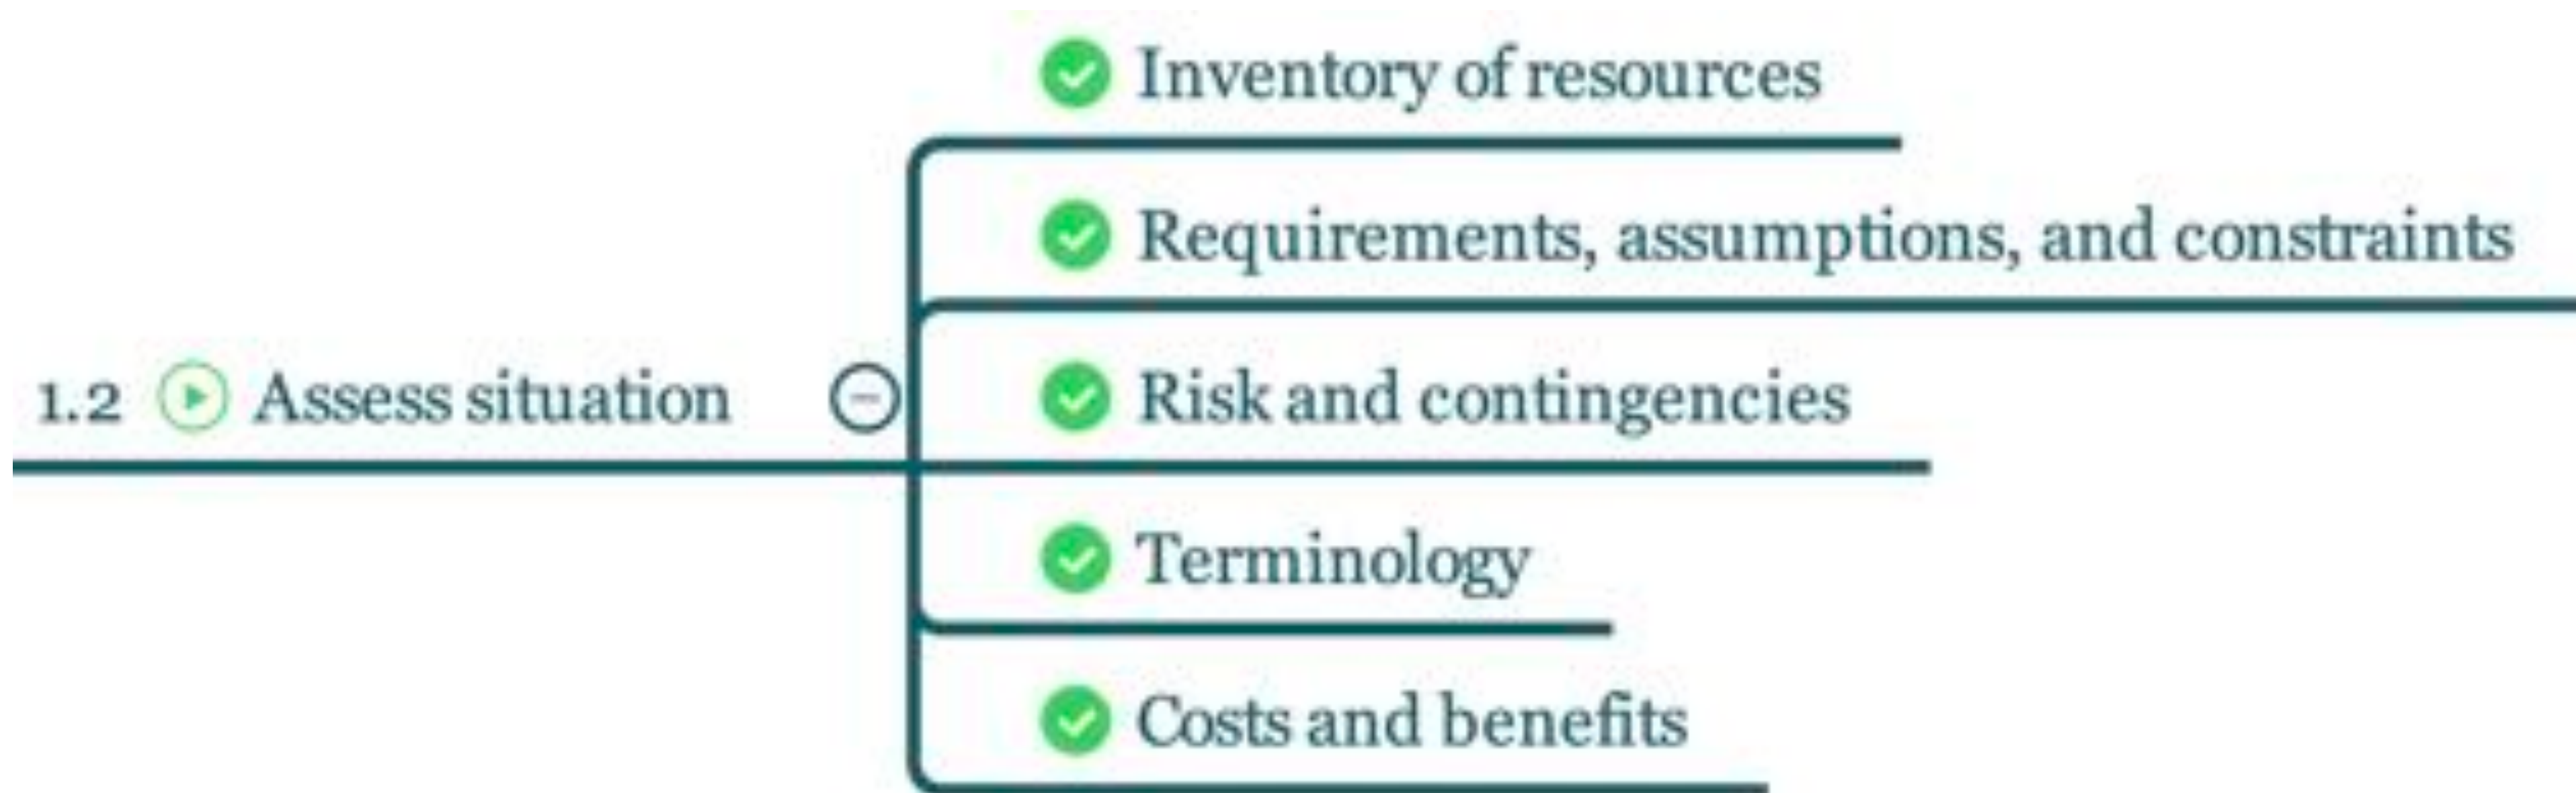 Inventory of resources
Requirements, assumptions, and constraints
1.2 Assess situation
Risk and contingencies
Terminology
Costs and benefits